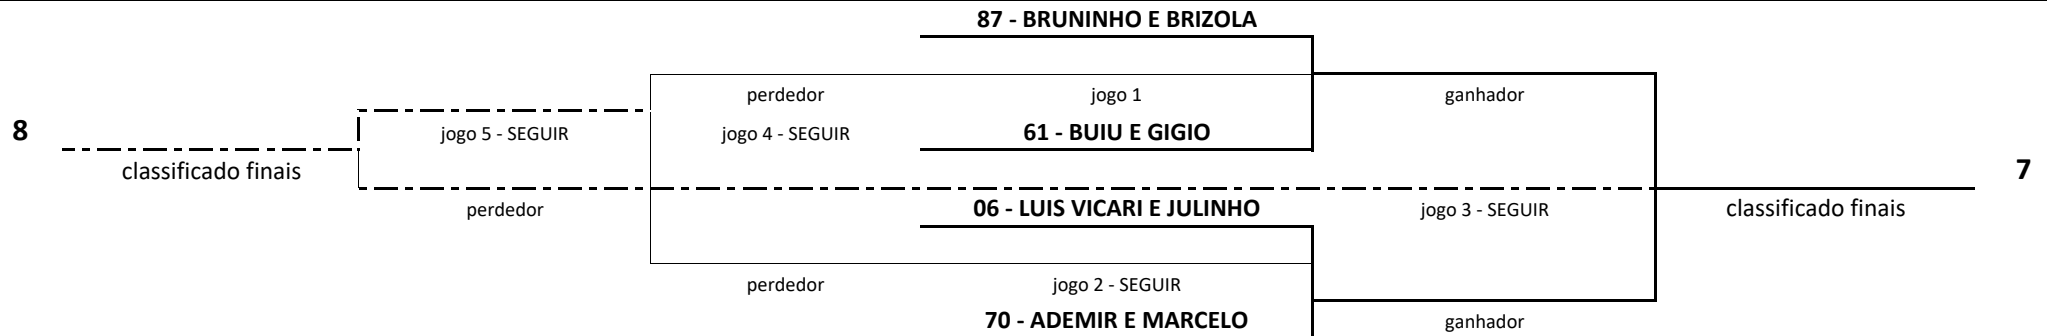 87 - BRUNINHO E BRIZOLA
perdedor jogo 1 ganhador
8 jogo 5 - SEGUIR jogo 4 - SEGUIR 61 - BUIU E GIGIO
classificado finais 7
perdedor 06 - LUIS VICARI E JULINHO jogo 3 - SEGUIR classificado finais
perdedor jogo 2 - SEGUIR
70 - ADEMIR E MARCELO ganhador